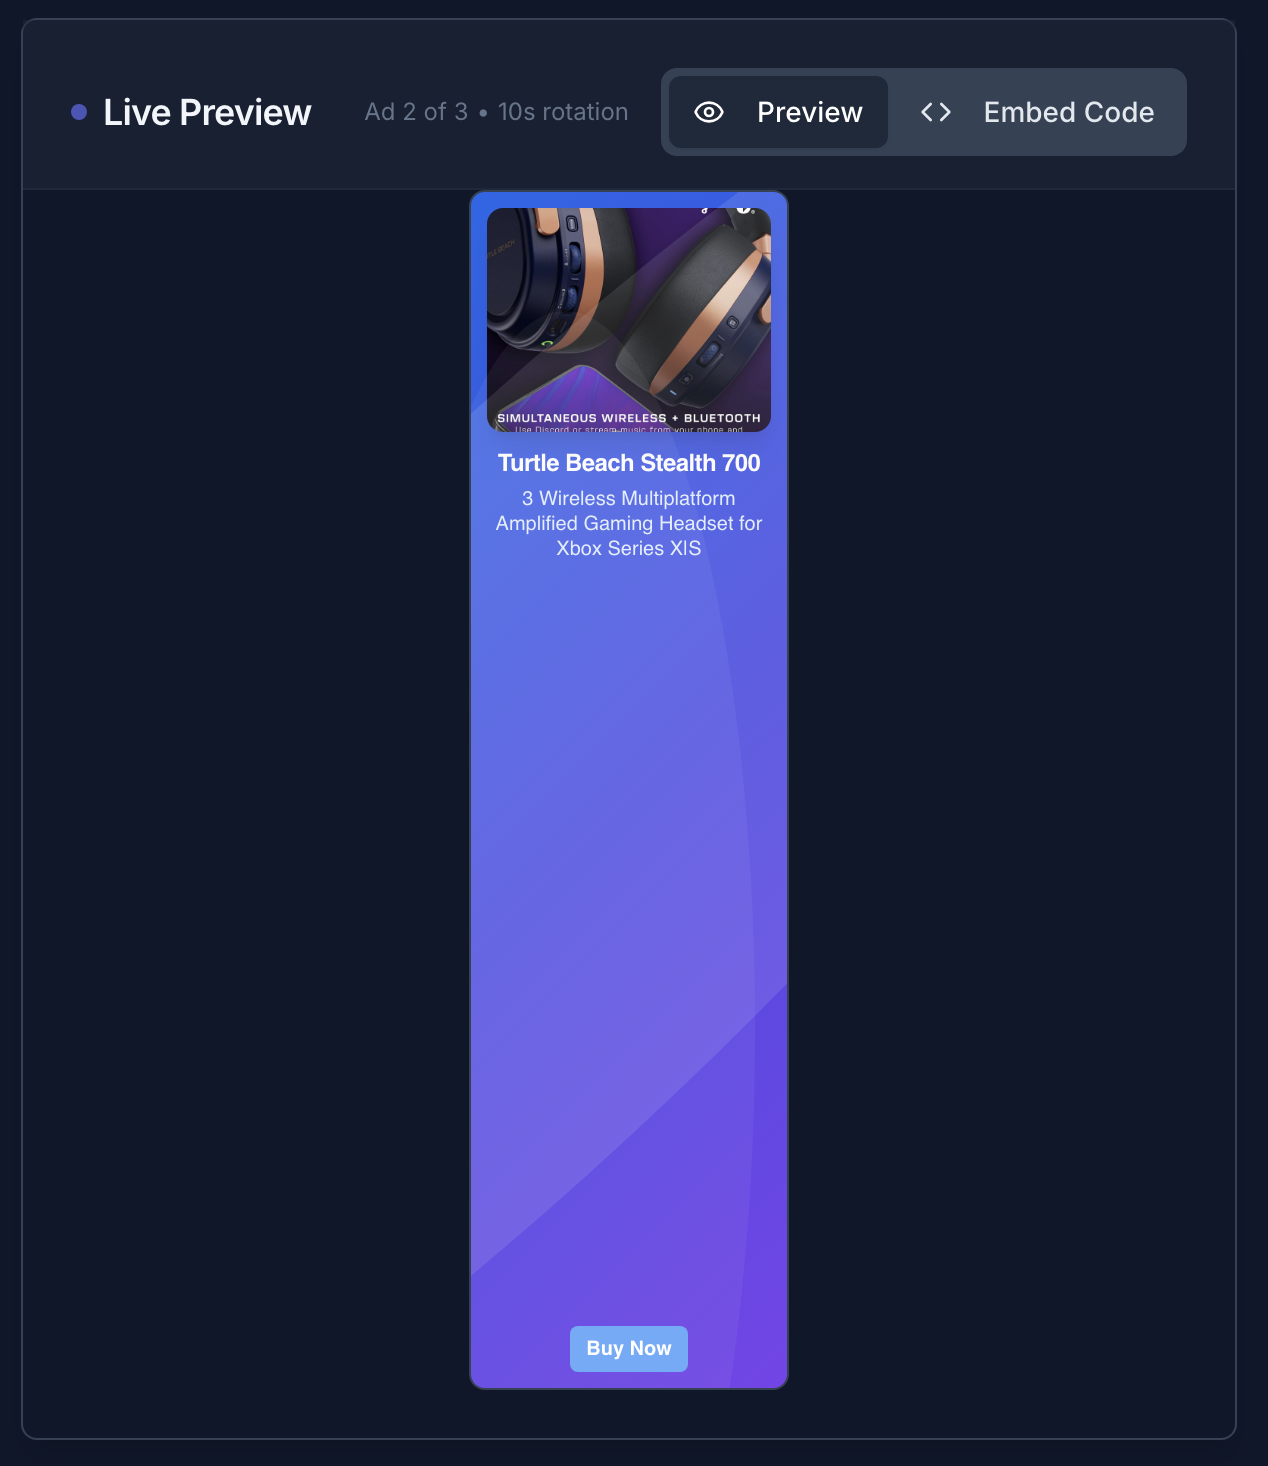 Live Preview
Ad 2 of 3 • 10s rotation
Preview
Embed Code
SIMULTANEOUS WIRELESS + BLUETOOTH
Use Discord or stream music from your phone and
Turtle Beach Stealth 700
3 Wireless Multiplatform
Amplified Gaming Headset for
Xbox Series X|S
Buy Now